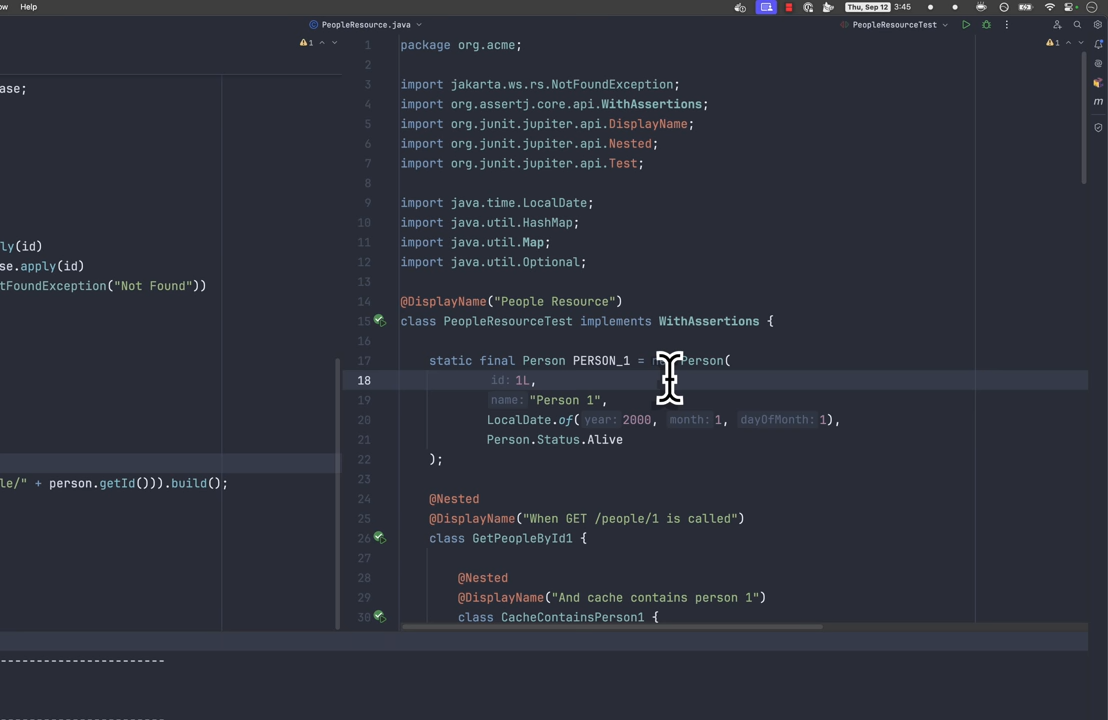 ow Help
Thu, Sep 12 3:45
PeopleResource.java
PeopleResourceTest
1
ase;
ly(id)
se.apply(id)
tFoundException("Not Found"))
le/" + person.getId())).build();
-----------------------
-----------------------
1
1 package org.acme;
2
3 import jakarta.ws.rs.NotFoundException;
4 import org.assertj.core.api.WithAssertions;
5 import org.junit.jupiter.api.DisplayName;
6 import org.junit.jupiter.api.Nested;
7 import org.junit.jupiter.api.Test;
8
9 import java.time.LocalDate;
10 import java.util.HashMap;
11 import java.util.Map;
12 import java.util.Optional;
13
14 @DisplayName("People Resource")
15 class PeopleResourceTest implements WithAssertions {
16
17 static final Person PERSON_1 = new Person(
18 id: 1L,
19 name: "Person 1",
20 LocalDate.of( year: 2000, month: 1, dayOfMonth: 1),
21 Person.Status.Alive
22 );
23
24 @Nested
25 @DisplayName("When GET /people/1 is called")
26 class GetPeopleById1 {
27
28 @Nested
29 @DisplayName("And cache contains person 1")
30 class CacheContainsPerson1 {
m